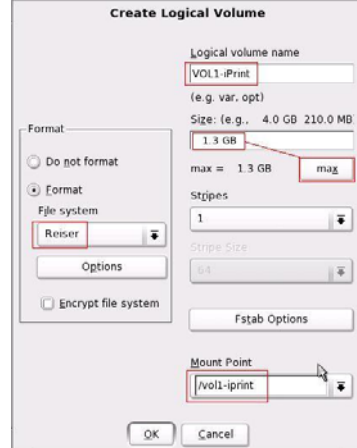 Create Logical Volume
Logical volume name
VOL1-iPrint
(e.g. var, opt)
Size: (e.g., 4.0 GB 210.0 MB
1.3 GB
max = 1.3 GB
max
Format
Do not format
Format
File system
Reiser
Options
Encrypt file system
Stripes
1
Stripe Size
64
Fstab Options
Mount Point
/vol1-iprint
OK
Cancel